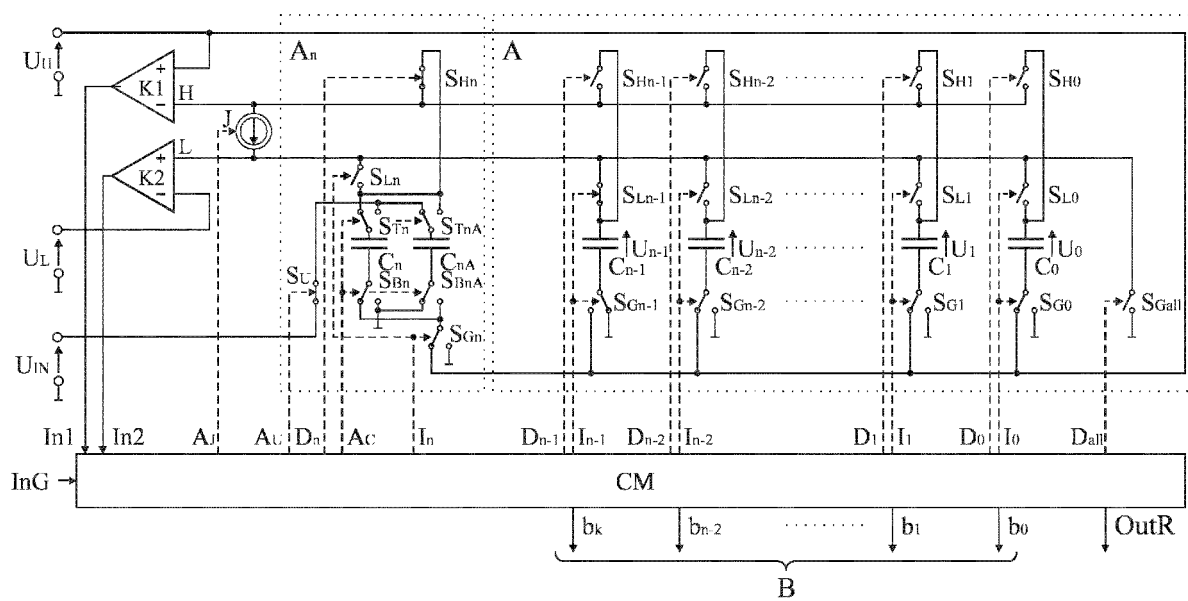 An A
UH
+
K1
−
H
SHn SHn-1 SHn-2 SH1 SH0
J
L
+
K2
−
SLn SLn-1 SLn-2 SL1 SL0
UL
STn STnA
Cn CnA
Un-1 Un-2 U1 U0
Cn-1 Cn-2 C1 C0
SU SBn SBnA
SGn SGn-1 SGn-2 SG1 SG0 SGall
UIN
In1 In2 AJ AU Dn AC In Dn-1 In-1 Dn-2 In-2 D1 I1 D0 I0 Dall
InG CM
bk bn-2 b1 b0 OutR
B